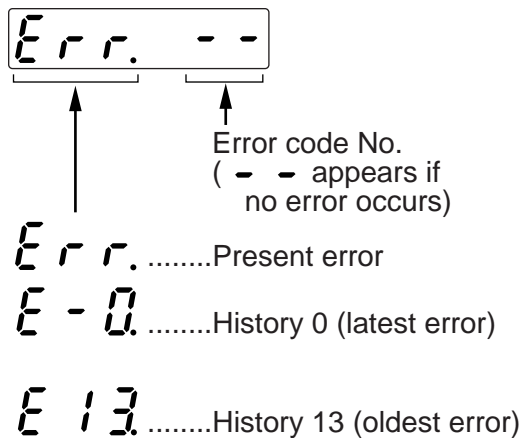 Err. --
Error code No.
( - - appears if
no error occurs)
Err. ........Present error
E-0. ........History 0 (latest error)
E13. ........History 13 (oldest error)